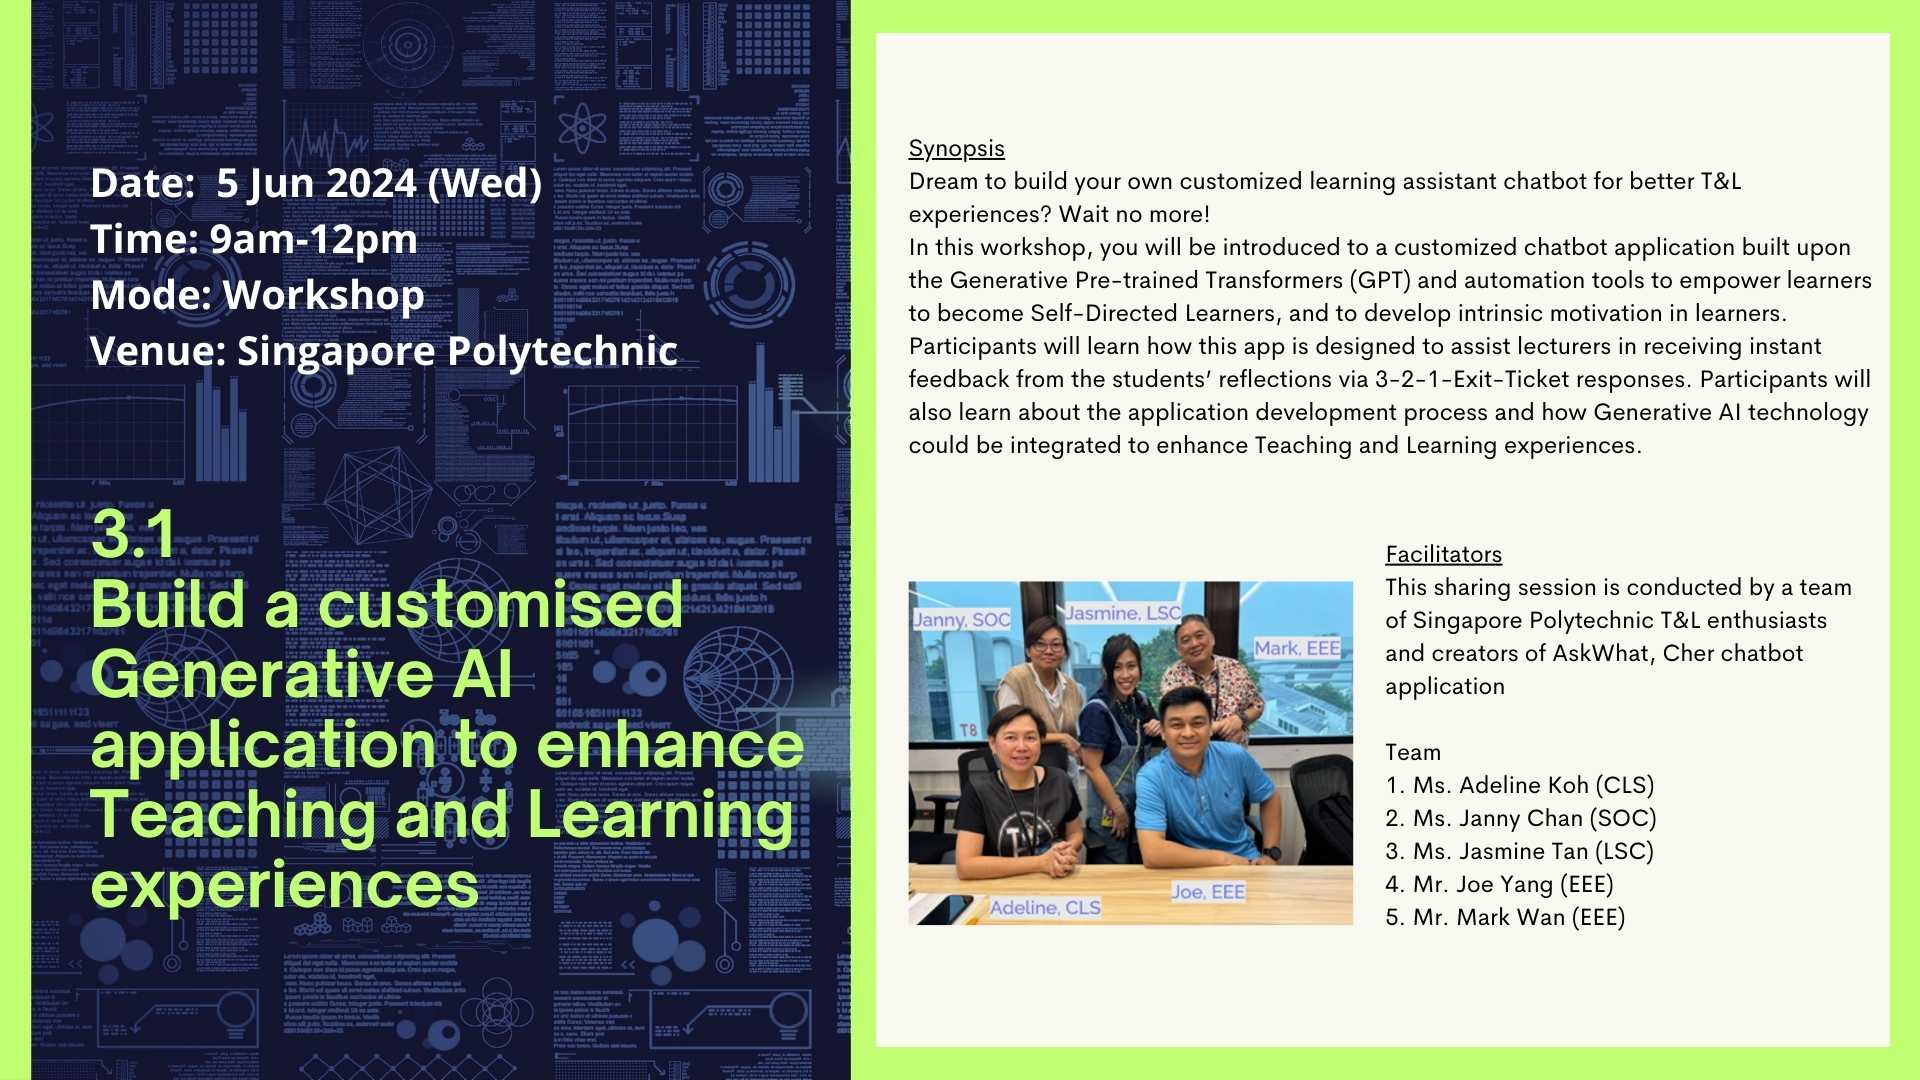 Date:  5 Jun 2024 (Wed)
Time: 9am-12pm
Mode: Workshop
Venue: Singapore Polytechnic
3.1
Build a customised
Generative AI
application to enhance
Teaching and Learning
experiences
Synopsis
Dream to build your own customized learning assistant chatbot for better T&L
experiences? Wait no more!
In this workshop, you will be introduced to a customized chatbot application built upon
the Generative Pre-trained Transformers (GPT) and automation tools to empower learners
to become Self-Directed Learners, and to develop intrinsic motivation in learners.
Participants will learn how this app is designed to assist lecturers in receiving instant
feedback from the students’ reflections via 3-2-1-Exit-Ticket responses. Participants will
also learn about the application development process and how Generative AI technology
could be integrated to enhance Teaching and Learning experiences.
Janny, SOC
Jasmine, LSC
Mark, EEE
T8
Joe, EEE
Adeline, CLS
Facilitators
This sharing session is conducted by a team
of Singapore Polytechnic T&L enthusiasts
and creators of AskWhat, Cher chatbot
application
Team
1. Ms. Adeline Koh (CLS)
2. Ms. Janny Chan (SOC)
3. Ms. Jasmine Tan (LSC)
4. Mr. Joe Yang (EEE)
5. Mr. Mark Wan (EEE)